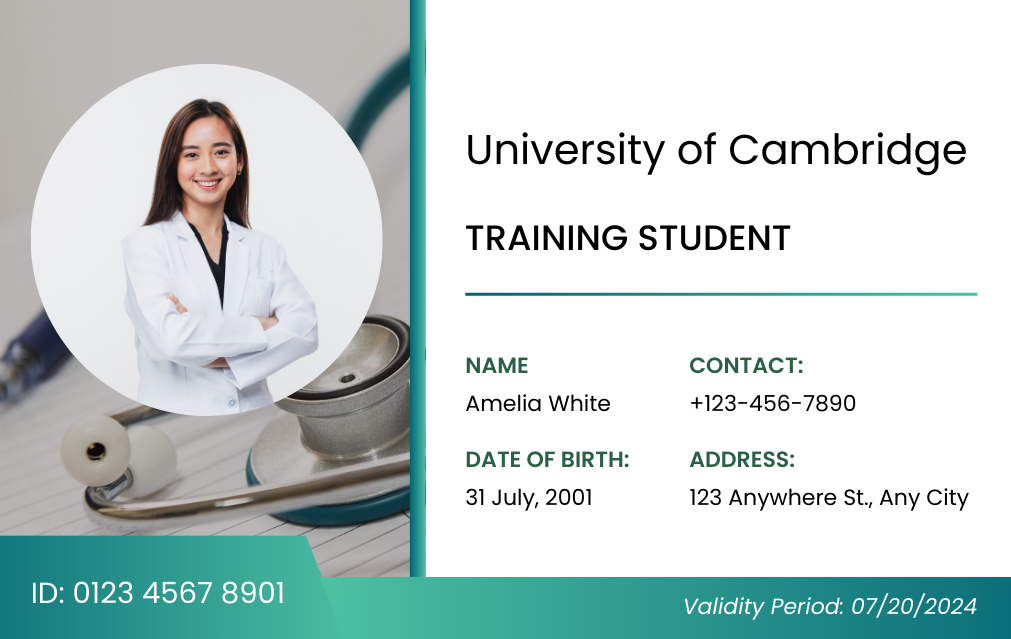 University of Cambridge
TRAINING STUDENT
NAME
Amelia White
CONTACT:
+123-456-7890
DATE OF BIRTH:
31 July, 2001
ADDRESS:
123 Anywhere St., Any City
ID: 0123 4567 8901
Validity Period: 07/20/2024